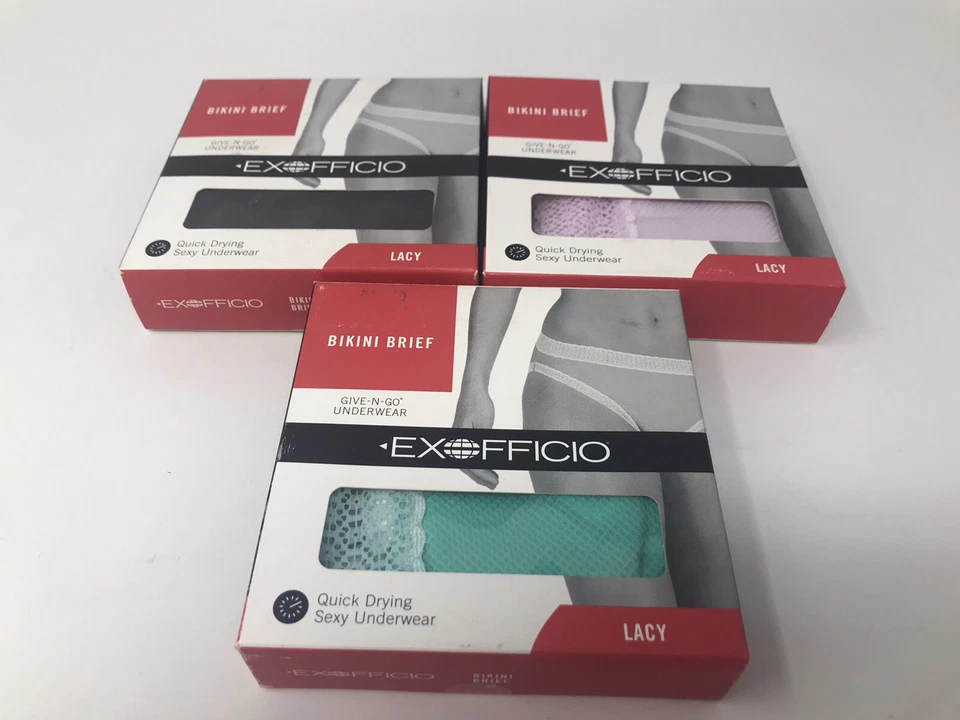 BIKINI BRIEF
GIVE-N-GO®
UNDERWEAR
EXOFFICIO
Quick Drying
Sexy Underwear
LACY
EXOFFICIO
BIKINI BRIEF
GIVE-N-GO®
UNDERWEAR
EXOFFICIO
Quick Drying
Sexy Underwear
LACY
BIKINI BRIEF
GIVE-N-GO®
UNDERWEAR
EXOFFICIO
Quick Drying
Sexy Underwear
LACY
EXOFFICIO
BIKINI
BRIEF